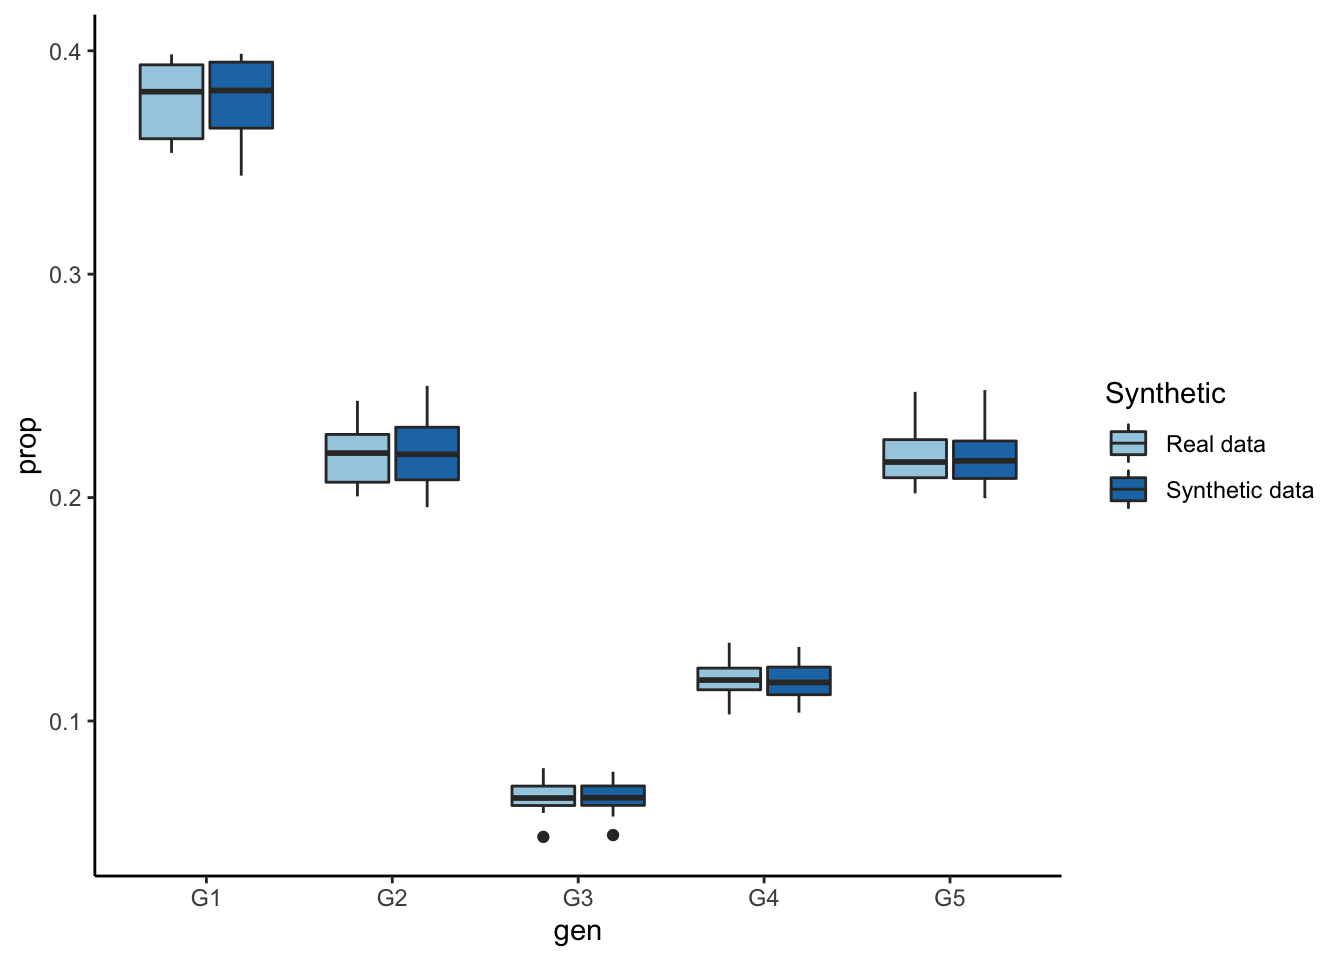 0.4
0.3
0.2
0.1
prop
G1 G2 G3 G4 G5
gen
Synthetic
Real data
Synthetic data